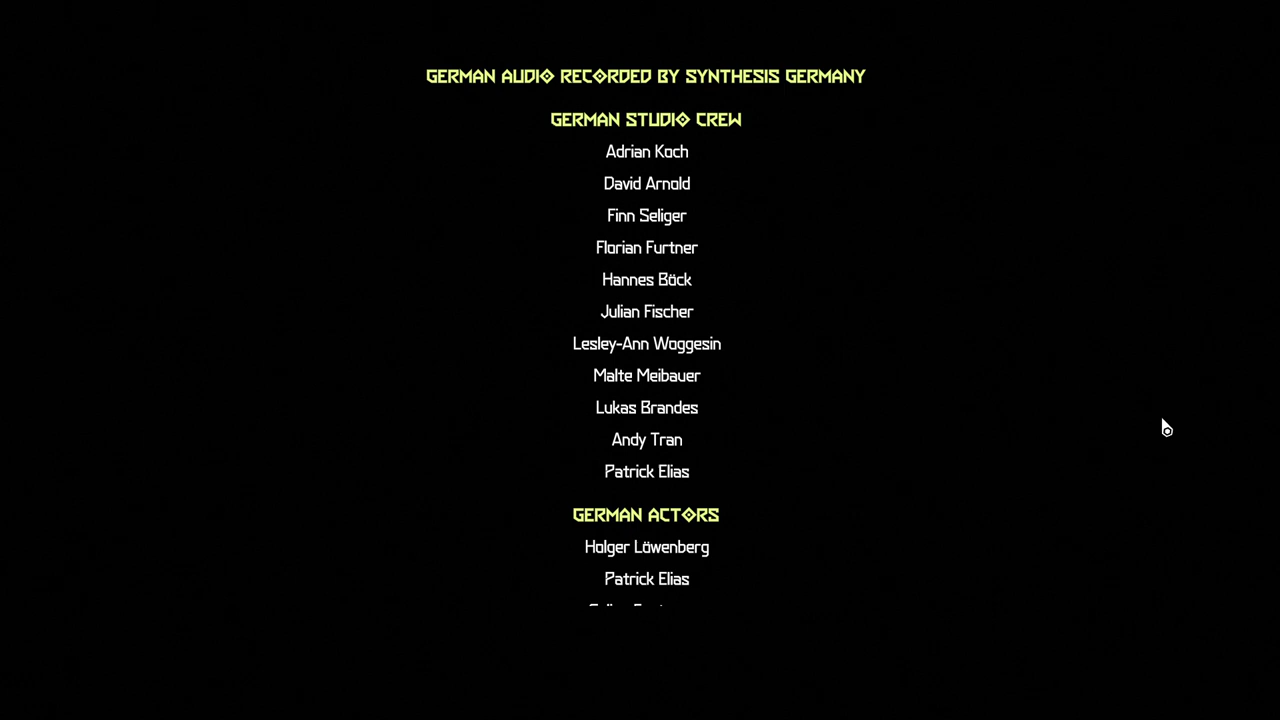 GERMAN AUDIO RECORDED BY SYNTHESIS GERMANY
GERMAN STUDIO CREW
Adrian Koch
David Arnold
Finn Seliger
Florian Furtner
Hannes Böck
Julian Fischer
Lesley-Ann Woggesin
Malte Meibauer
Lukas Brandes
Andy Tran
Patrick Elias
GERMAN ACTORS
Holger Löwenberg
Patrick Elias